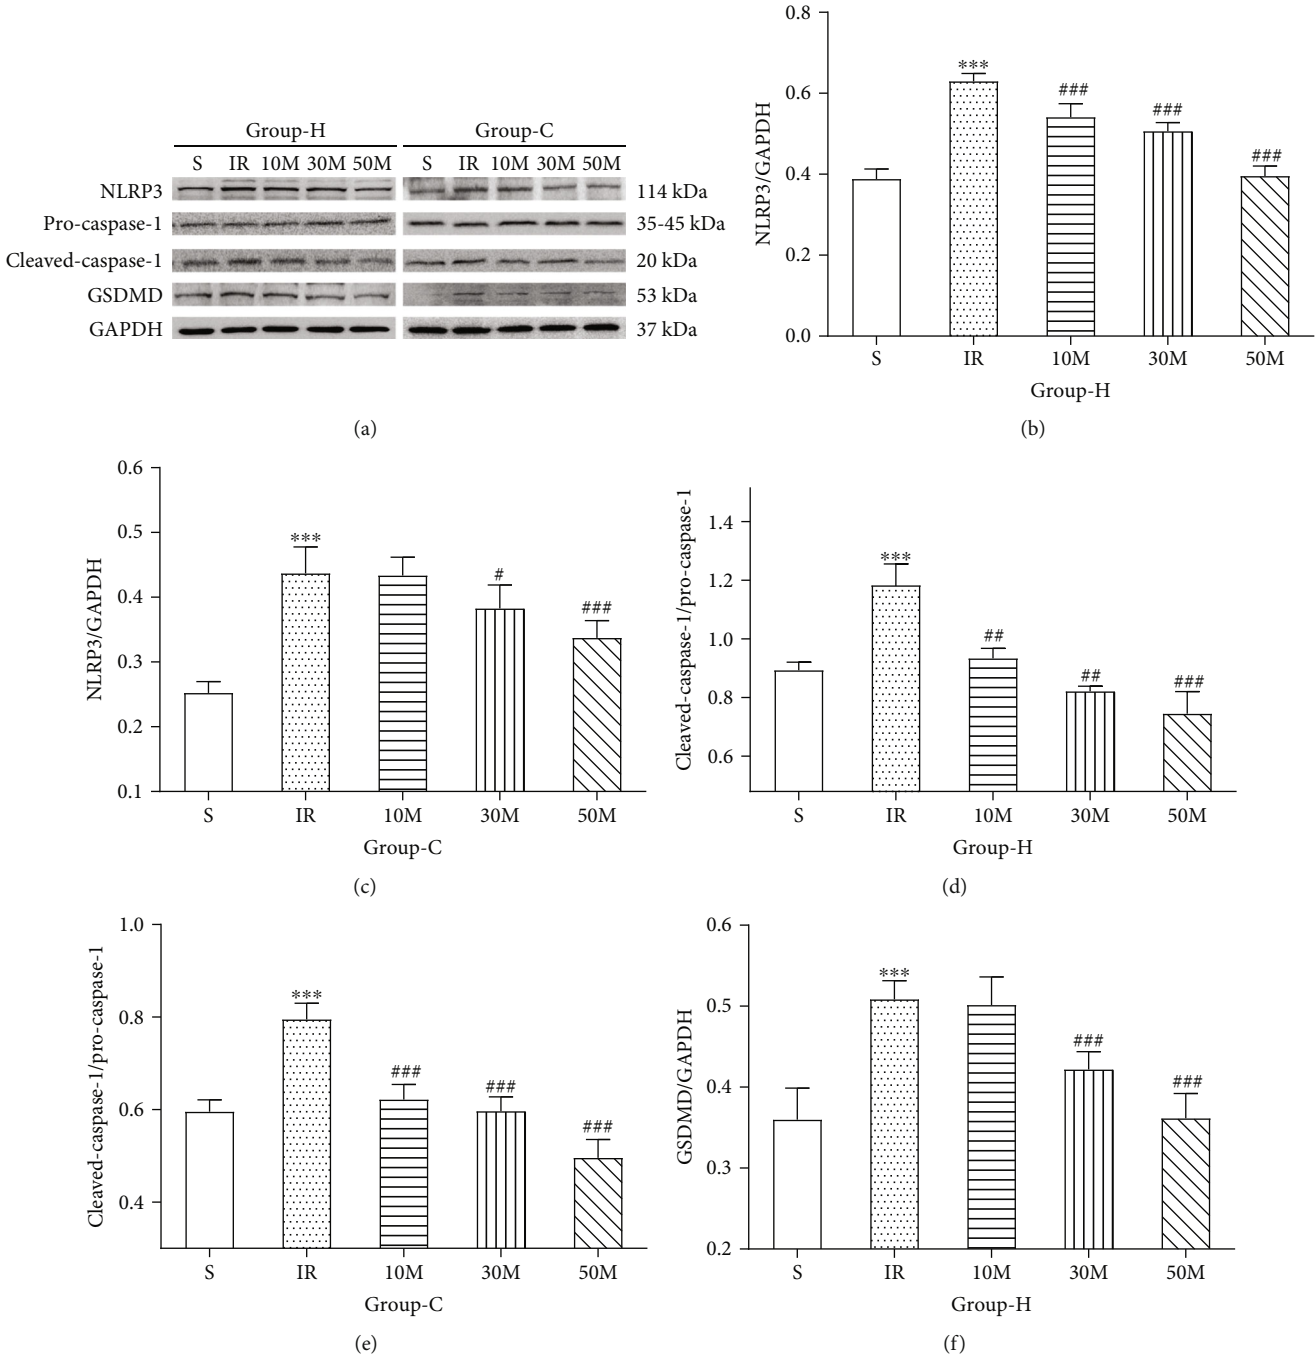 Group-H Group-C
S IR 10M 30M 50M S IR 10M 30M 50M
NLRP3 114 kDa
Pro-caspase-1 35-45 kDa
Cleaved-caspase-1 20 kDa
GSDMD 53 kDa
GAPDH 37 kDa
(a)
NLRP3/GAPDH
0.8
0.6
0.4
0.2
0.0
***
###
###
###
S IR 10M 30M 50M
Group-H
(b)
NLRP3/GAPDH
0.6
0.5
0.4
0.3
0.2
0.1
***
#
###
S IR 10M 30M 50M
Group-C
(c)
Cleaved-caspase-1/pro-caspase-1
1.4
1.2
1.0
0.8
0.6
***
##
##
###
S IR 10M 30M 50M
Group-H
(d)
Cleaved-caspase-1/pro-caspase-1
1.0
0.8
0.6
0.4
***
###
###
###
S IR 10M 30M 50M
Group-C
(e)
GSDMD/GAPDH
0.6
0.5
0.4
0.3
0.2
***
###
###
S IR 10M 30M 50M
Group-H
(f)